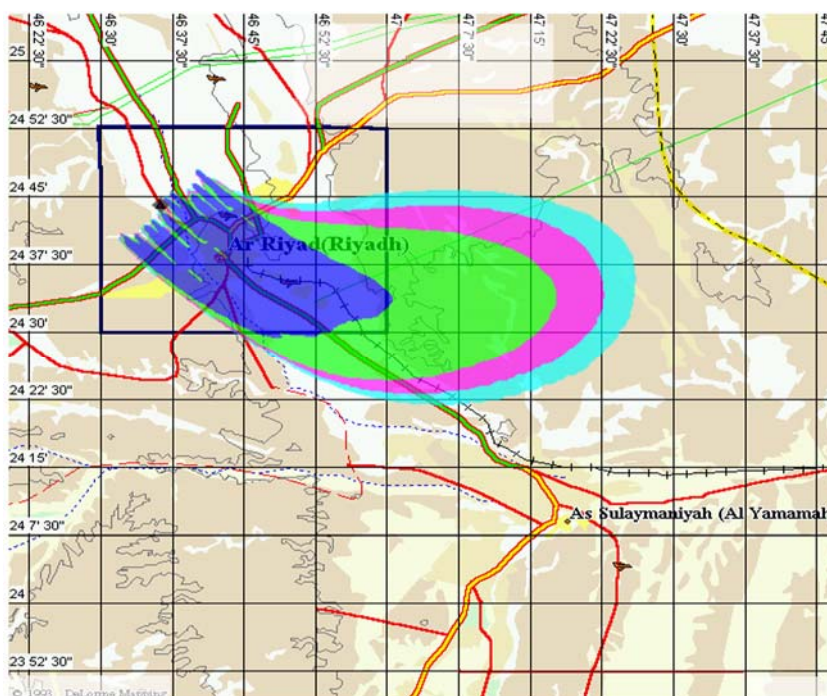 46 22' 30"
46 30'
46 37' 30"
46 45'
46 52' 30"
47
47 7' 30"
47 15'
47 22' 30"
47 30'
47 37' 30"
47 45
25
24 52' 30"
24 45'
Ar Riyad(Riyadh)
24 37' 30"
24 30'
24 22' 30"
24 15'
As Sulaymaniyah (Al Yamamah
24 7' 30"
24
23 52' 30"
© 1993 DeLorme Mapping